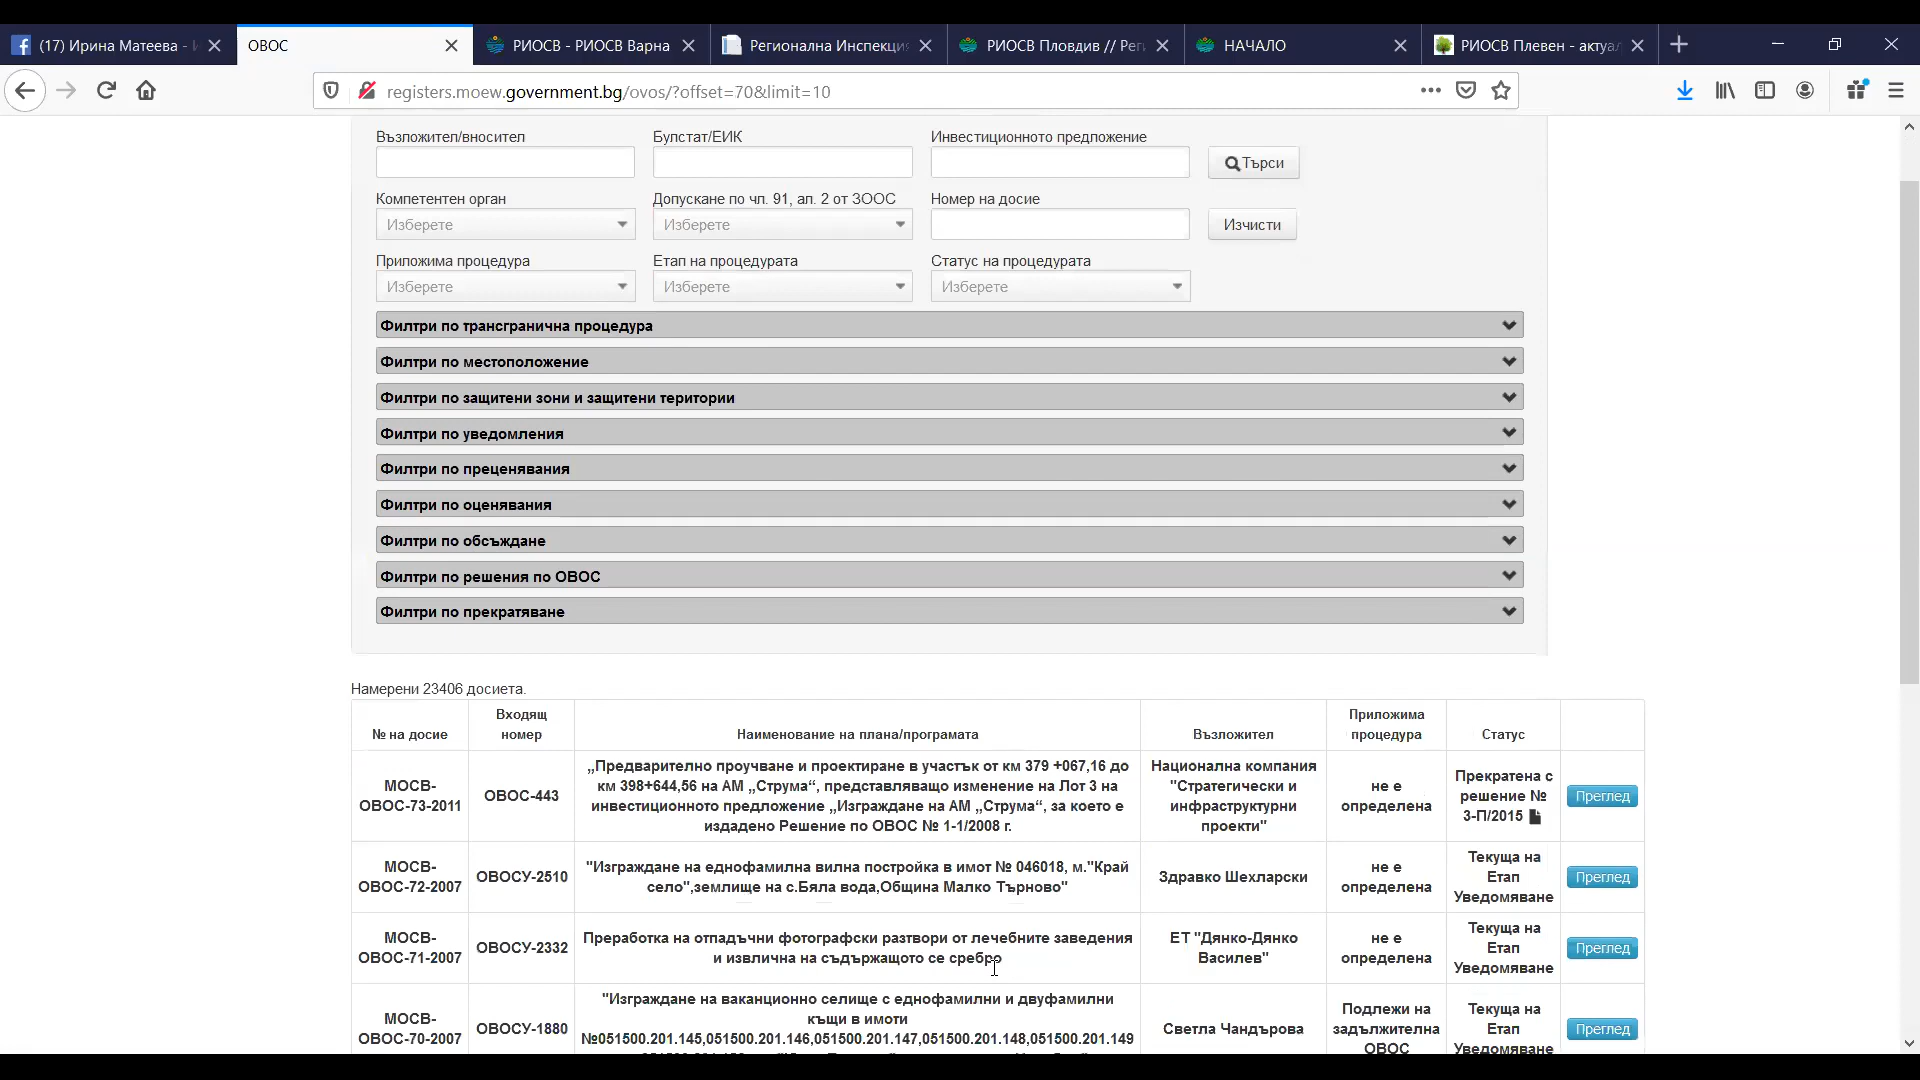 (17) Ирина Матеева -
ОВОС
РИОСВ - РИОСВ Варна
Регионална Инспекция
РИОСВ Пловдив // Рег
НАЧАЛО
РИОСВ Плевен - актуал
registers.moew.government.bg/ovos/?offset=70&limit=10
Възложител/вносител Булстат/ЕИК Инвестиционното предложение
Търси
Компетентен орган Допускане по чл. 91, ал. 2 от ЗООС Номер на досие
Изберете Изберете Изчисти
Приложима процедура Етап на процедурата Статус на процедурата
Изберете Изберете Изберете
Филтри по трансгранична процедура
Филтри по местоположение
Филтри по защитени зони и защитени територии
Филтри по уведомления
Филтри по преценявания
Филтри по оценявания
Филтри по обсъждане
Филтри по решения по ОВОС
Филтри по прекратяване
Намерени 23406 досиета.
№ на досие
Входящ
номер
Наименование на плана/програмата
Възложител
Приложима
процедура
Статус
МОСВ-
ОВОС-73-2011
ОВОС-443
„Предварително проучване и проектиране в участък от км 379 +067,16 до
км 398+644,56 на АМ „Струма“, представляващо изменение на Лот 3 на
инвестиционното предложение „Изграждане на АМ „Струма“, за което е
издадено Решение по ОВОС № 1-1/2008 г.
Национална компания
"Стратегически и
инфраструктурни
проекти"
не е
определена
Прекратена с
решение №
3-П/2015
Преглед
МОСВ-
ОВОС-72-2007
ОВОСУ-2510
"Изграждане на еднофамилна вилна постройка в имот № 046018, м."Край
село",землище на с.Бяла вода,Община Малко Търново"
Здравко Шехларски
не е
определена
Текуща на
Етап
Уведомяване
Преглед
МОСВ-
ОВОС-71-2007
ОВОСУ-2332
Преработка на отпадъчни фотографски разтвори от лечебните заведения
и извлична на съдържащото се сребро
ЕТ "Дянко-Дянко
Василев"
не е
определена
Текуща на
Етап
Уведомяване
Преглед
МОСВ-
ОВОС-70-2007
ОВОСУ-1880
"Изграждане на ваканционно селище с еднофамилни и двуфамилни
къщи в имоти
№051500.201.145,051500.201.146,051500.201.147,051500.201.148,051500.201.149
Светла Чандърова
Подлежи на
задължителна
ОВОС
Текуща на
Етап
Уведомяване
Преглед